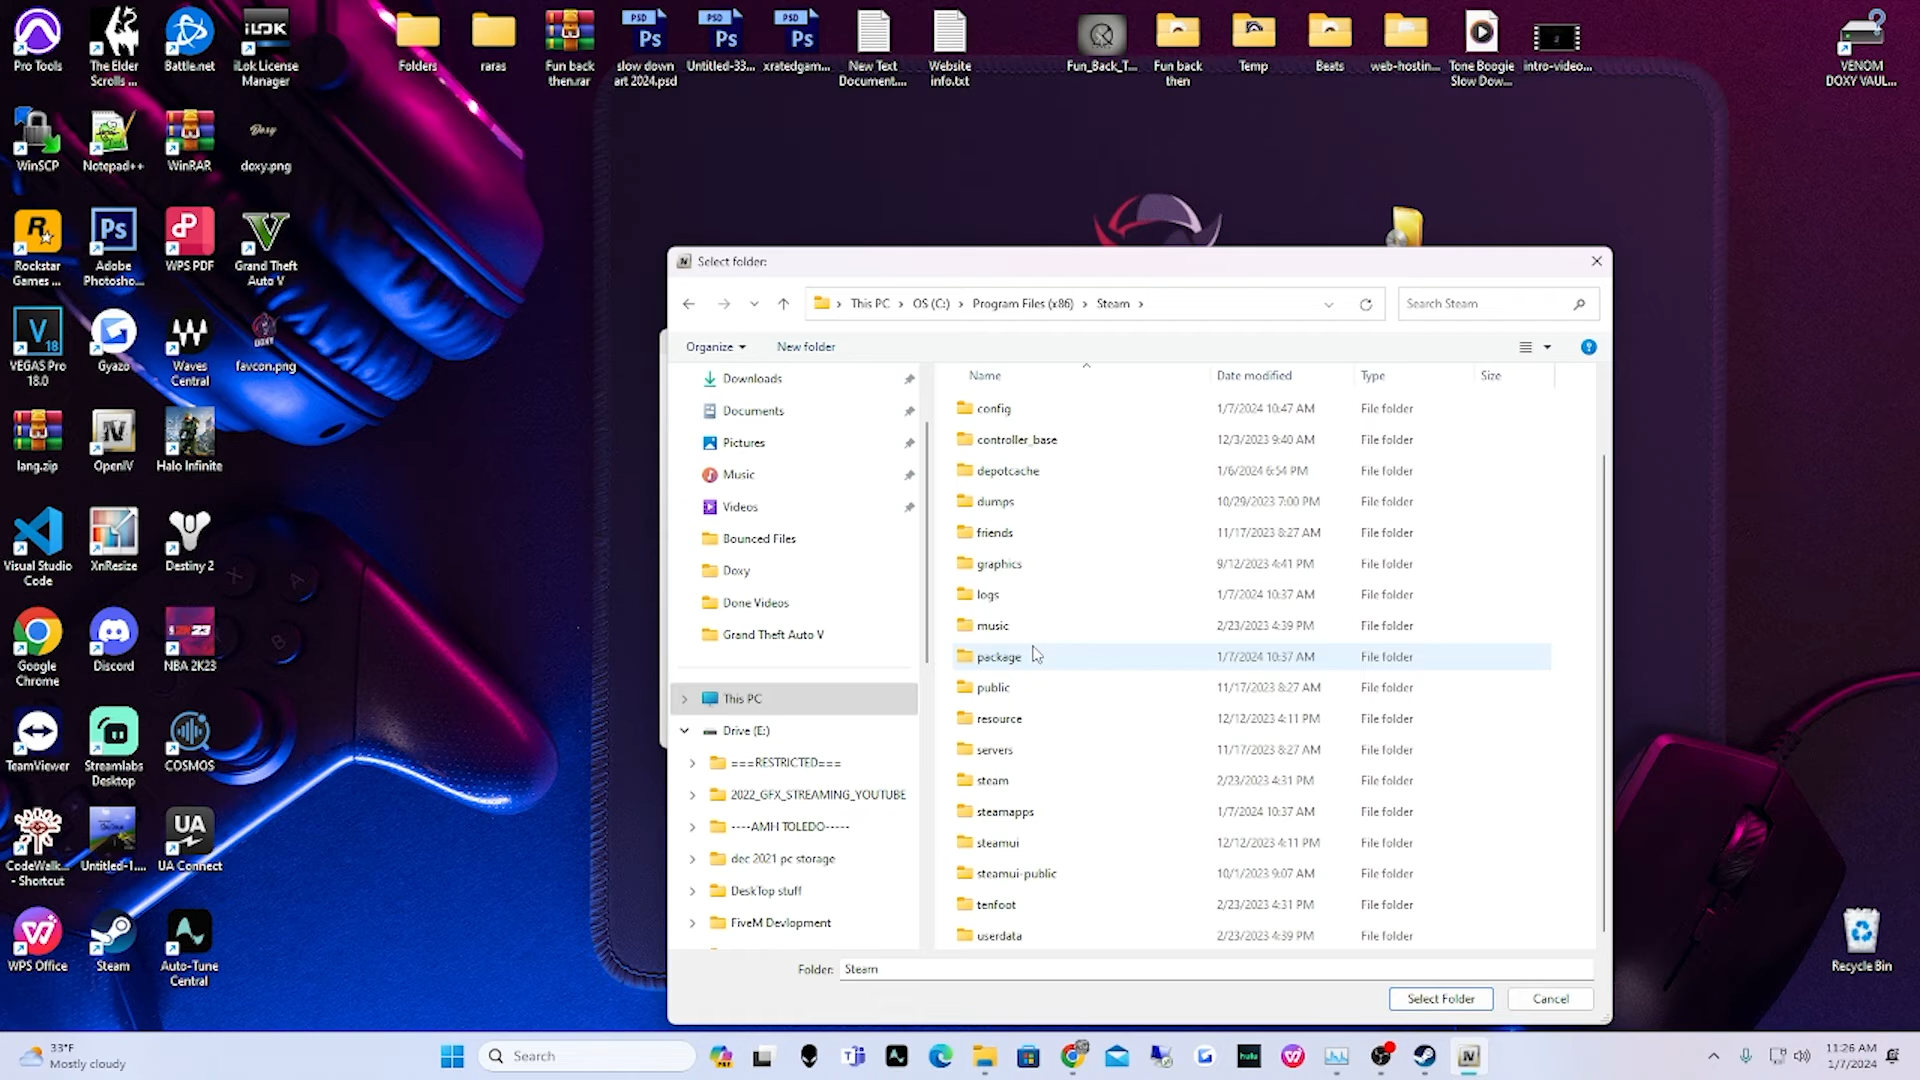 Pro Tools
The Elder
Scrolls ...
Battle.net
iLOK
iLok License
Manager
Folders
raras
Fun back
then.rar
PSD
Ps
slow down
art 2024.psd
PSD
Ps
Untitled-33...
PSD
Ps
xratedgam...
New Text
Document....
Website
info.txt
Fun_Back_T...
Fun back
then
Temp
Beats
web-hostin...
Tone Boogie
Slow Dow...
intro-video...
VENOM
DOXY VAUL...
WinSCP
Notepad++
WinRAR
Doxy
doxy.png
Rockstar
Games ...
Ps
Adobe
Photosho...
WPS PDF
Grand Theft
Auto V
VEGAS Pro
18.0
Gyazo
Waves
Central
favcon.png
lang.zip
IV
OpenIV
Halo Infinite
Visual Studio
Code
XnResize
Destiny 2
Google
Chrome
Discord
2K23
NBA 2K23
TeamViewer
Streamlabs
Desktop
COSMOS
CodeWalk...
- Shortcut
Untitled-1....
UA
UA Connect
WPS Office
Steam
Auto-Tune
Central
Recycle Bin
Select folder:
This PC > OS (C:) > Program Files (x86) > Steam >
Search Steam
Organize
New folder
Downloads
Documents
Pictures
Music
Videos
Bounced Files
Doxy
Done Videos
Grand Theft Auto V
This PC
Drive (E:)
===RESTRICTED===
2022_GFX_STREAMING_YOUTUBE
----AMH TOLEDO-----
dec 2021 pc storage
DeskTop stuff
FiveM Devlopment
Name Date modified Type Size
config 1/7/2024 10:47 AM File folder
controller_base 12/3/2023 9:40 AM File folder
depotcache 1/6/2024 6:54 PM File folder
dumps 10/29/2023 7:00 PM File folder
friends 11/17/2023 8:27 AM File folder
graphics 9/12/2023 4:41 PM File folder
logs 1/7/2024 10:37 AM File folder
music 2/23/2023 4:39 PM File folder
package 1/7/2024 10:37 AM File folder
public 11/17/2023 8:27 AM File folder
resource 12/12/2023 4:11 PM File folder
servers 11/17/2023 8:27 AM File folder
steam 2/23/2023 4:31 PM File folder
steamapps 1/7/2024 10:37 AM File folder
steamui 12/12/2023 4:11 PM File folder
steamui-public 10/1/2023 9:07 AM File folder
tenfoot 2/23/2023 4:31 PM File folder
userdata 2/23/2023 4:39 PM File folder
Folder: Steam
Select Folder
Cancel
33°F
Mostly cloudy
Search
hulu
11:26 AM
1/7/2024